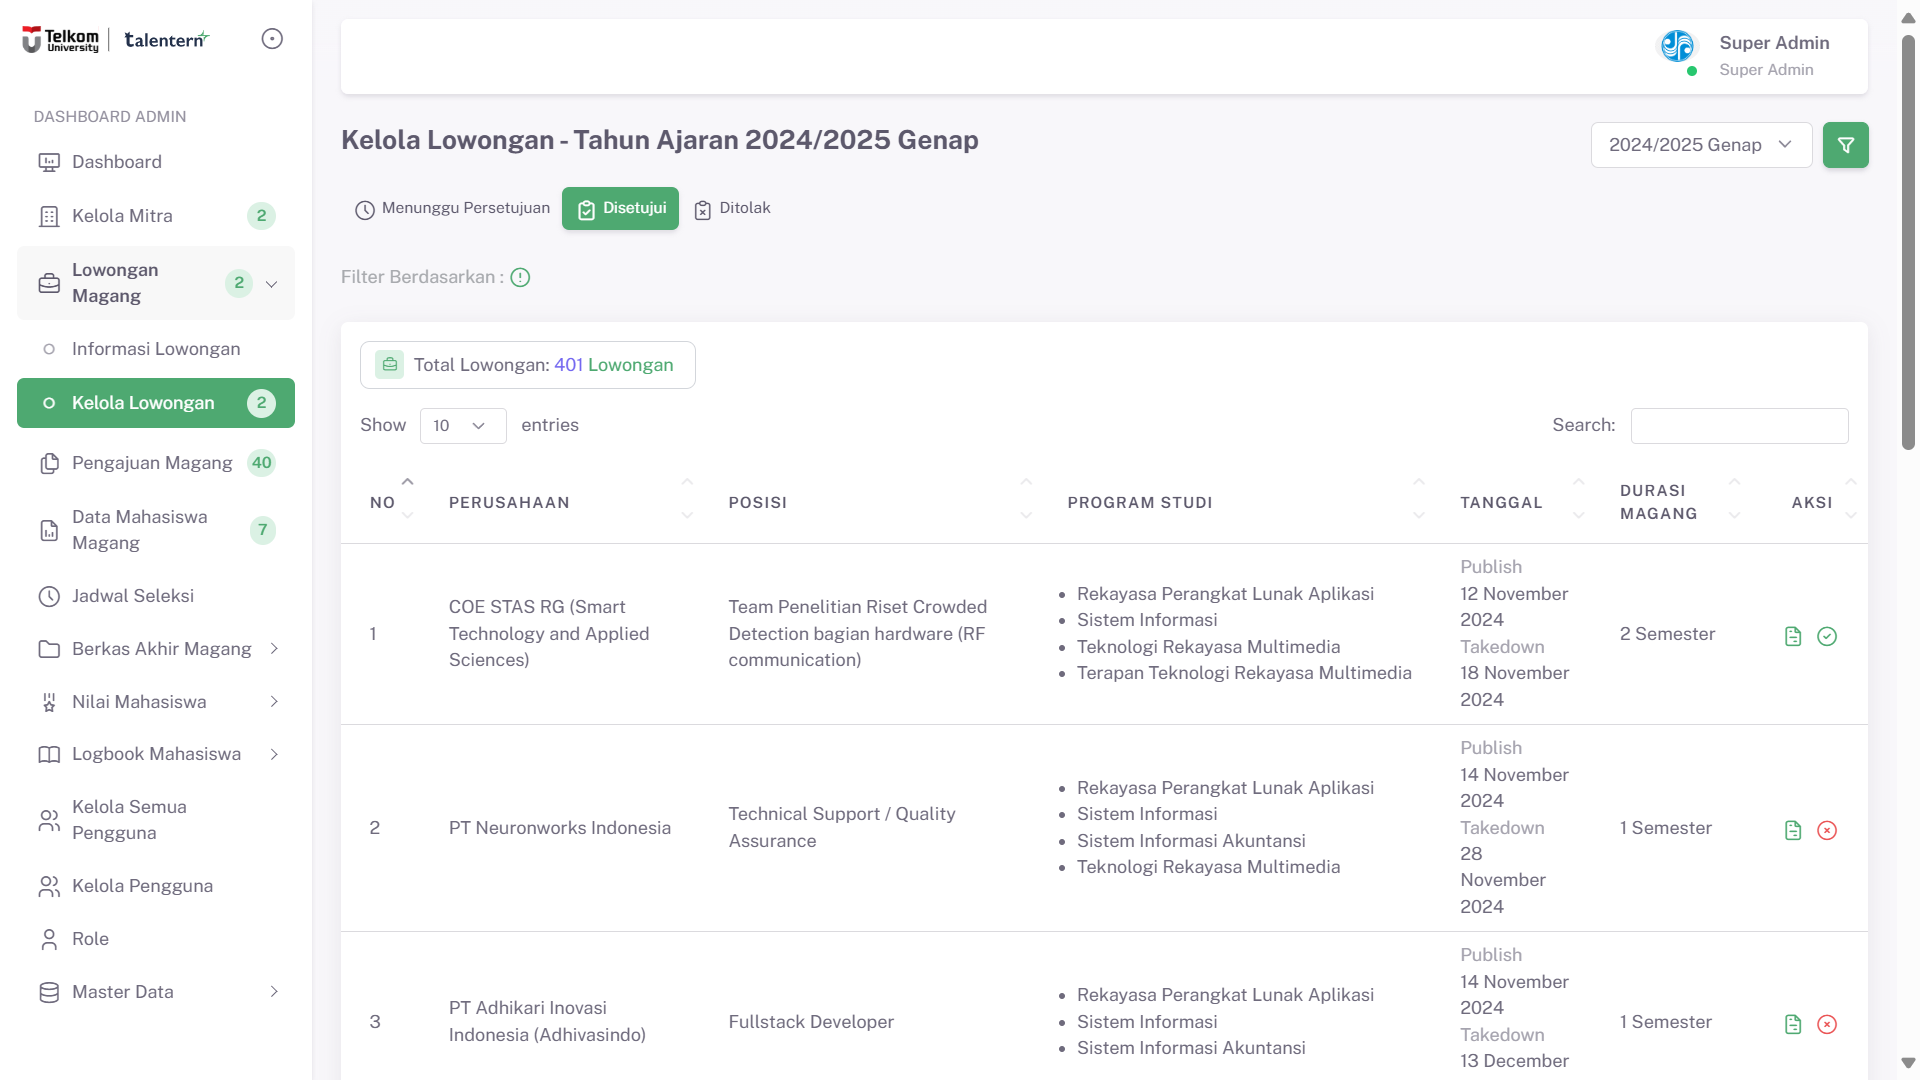 Telkom
University
talentern
DASHBOARD ADMIN
Dashboard
Kelola Mitra
2
Lowongan
Magang
2
Informasi Lowongan
Kelola Lowongan
2
Pengajuan Magang
40
Data Mahasiswa
Magang
7
Jadwal Seleksi
Berkas Akhir Magang
Nilai Mahasiswa
Logbook Mahasiswa
Kelola Semua
Pengguna
Kelola Pengguna
Role
Master Data
Super Admin
Super Admin
Kelola Lowongan - Tahun Ajaran 2024/2025 Genap
2024/2025 Genap
Menunggu Persetujuan
Disetujui
Ditolak
Filter Berdasarkan :
Total Lowongan: 401 Lowongan
Show 10 entries
Search:
NO
PERUSAHAAN
POSISI
PROGRAM STUDI
TANGGAL
DURASI
MAGANG
AKSI
1
COE STAS RG (Smart
Technology and Applied
Sciences)
Team Penelitian Riset Crowded
Detection bagian hardware (RF
communication)
Rekayasa Perangkat Lunak Aplikasi
Sistem Informasi
Teknologi Rekayasa Multimedia
Terapan Teknologi Rekayasa Multimedia
Publish
12 November
2024
Takedown
18 November
2024
2 Semester
2
PT Neuronworks Indonesia
Technical Support / Quality
Assurance
Rekayasa Perangkat Lunak Aplikasi
Sistem Informasi
Sistem Informasi Akuntansi
Teknologi Rekayasa Multimedia
Publish
14 November
2024
Takedown
28
November
2024
1 Semester
3
PT Adhikari Inovasi
Indonesia (Adhivasindo)
Fullstack Developer
Rekayasa Perangkat Lunak Aplikasi
Sistem Informasi
Sistem Informasi Akuntansi
Publish
14 November
2024
Takedown
13 December
1 Semester